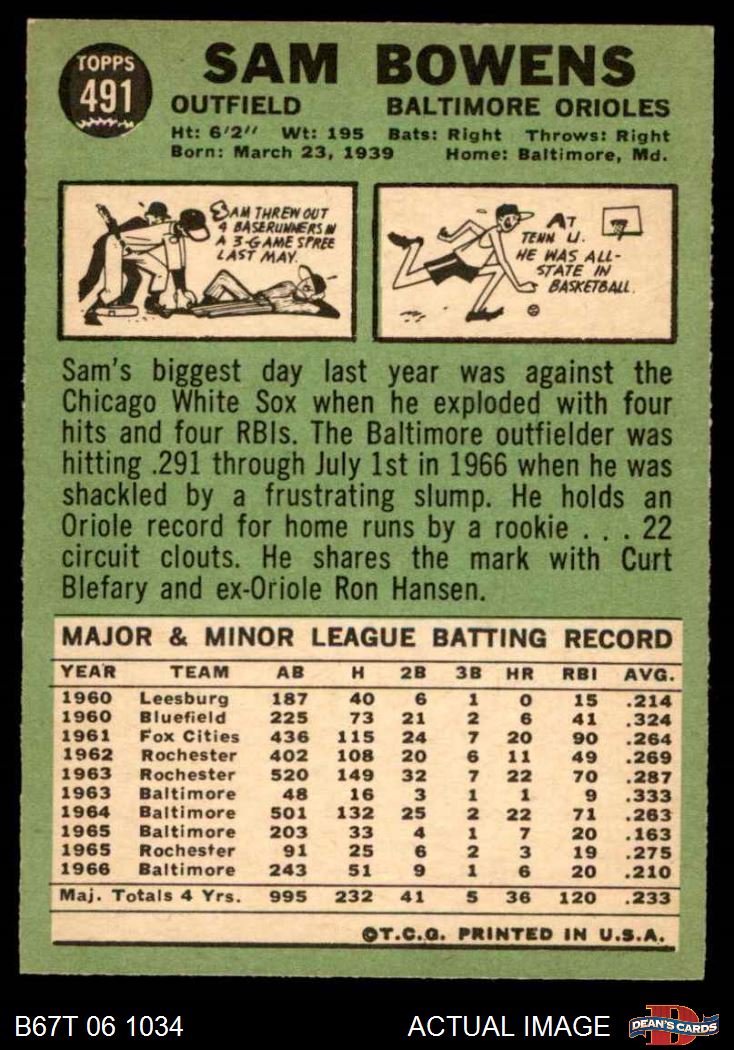 TOPPS
491
SAM BOWENS
OUTFIELD BALTIMORE ORIOLES
Ht: 6'2" Wt: 195 Bats: Right Throws: Right
Born: March 23, 1939 Home: Baltimore, Md.
SAM THREW OUT
4 BASERUNNERS IN
A 3-GAME SPREE
LAST MAY.
AT
TENN U.
HE WAS ALL-
STATE IN
BASKETBALL.
Sam's biggest day last year was against the
Chicago White Sox when he exploded with four
hits and four RBIs. The Baltimore outfielder was
hitting .291 through July 1st in 1966 when he was
shackled by a frustrating slump. He holds an
Oriole record for home runs by a rookie . . . 22
circuit clouts. He shares the mark with Curt
Blefary and ex-Oriole Ron Hansen.
MAJOR & MINOR LEAGUE BATTING RECORD
YEAR TEAM AB H 2B 3B HR RBI AVG.
1960 Leesburg 187 40 6 1 0 15 .214
1960 Bluefield 225 73 21 2 6 41 .324
1961 Fox Cities 436 115 24 7 20 90 .264
1962 Rochester 402 108 20 6 11 49 .269
1963 Rochester 520 149 32 7 22 70 .287
1963 Baltimore 48 16 3 1 1 9 .333
1964 Baltimore 501 132 25 2 22 71 .263
1965 Baltimore 203 33 4 1 7 20 .163
1965 Rochester 91 25 6 2 3 19 .275
1966 Baltimore 243 51 9 1 6 20 .210
Maj. Totals 4 Yrs. 995 232 41 5 36 120 .233
©T.C.G. PRINTED IN U.S.A.
B67T 06 1034 ACTUAL IMAGE DEAN'S CARDS